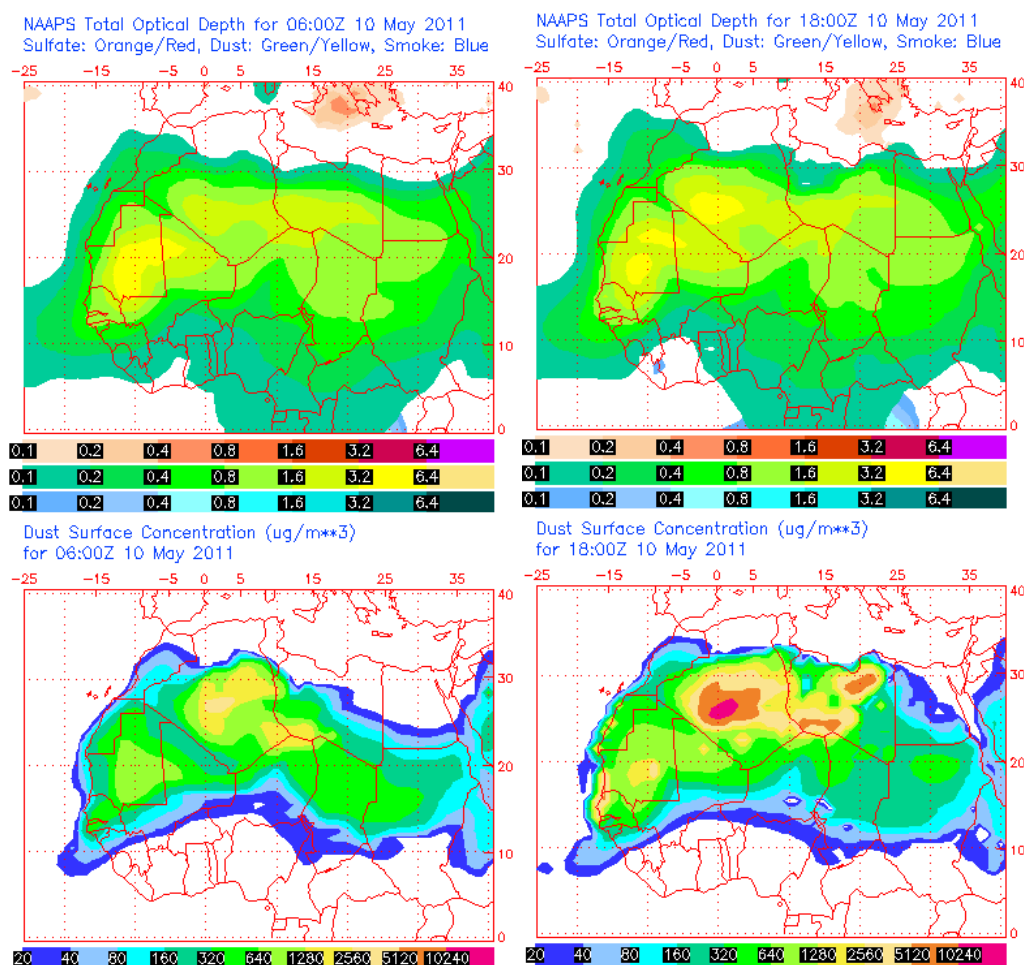 NAAPS Total Optical Depth for 06:00Z 10 May 2011
Sulfate: Orange/Red, Dust: Green/Yellow, Smoke: Blue
-25 -15 -5 0 5 15 25 35
40
30
20
10
0
0.1 0.2 0.4 0.8 1.6 3.2 6.4
0.1 0.2 0.4 0.8 1.6 3.2 6.4
0.1 0.2 0.4 0.8 1.6 3.2 6.4
NAAPS Total Optical Depth for 18:00Z 10 May 2011
Sulfate: Orange/Red, Dust: Green/Yellow, Smoke: Blue
-25 -15 -5 0 5 15 25 35
40
30
20
10
0
0.1 0.2 0.4 0.8 1.6 3.2 6.4
0.1 0.2 0.4 0.8 1.6 3.2 6.4
0.1 0.2 0.4 0.8 1.6 3.2 6.4
Dust Surface Concentration (ug/m**3)
for 06:00Z 10 May 2011
-25 -15 -5 0 5 15 25 35
40
30
20
10
0
20 40 80 160 320 640 1280 2560 5120 10240
Dust Surface Concentration (ug/m**3)
for 18:00Z 10 May 2011
-25 -15 -5 0 5 15 25 35
40
30
20
10
0
20 40 80 160 320 640 1280 2560 5120 10240